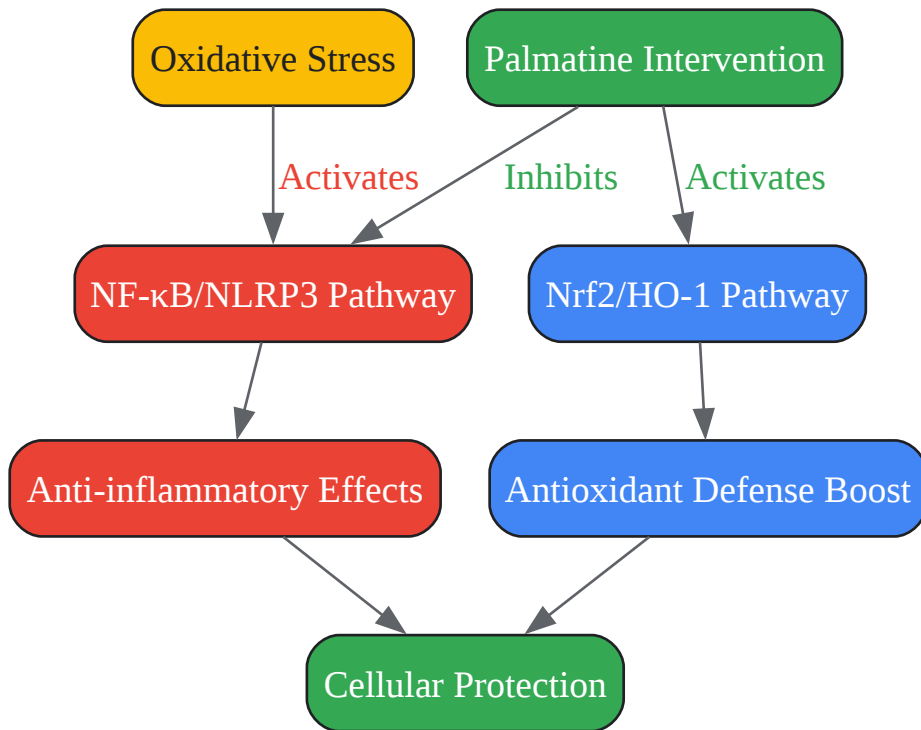 Oxidative Stress
Palmatine Intervention
Activates
Inhibits
Activates
NF-κB/NLRP3 Pathway
Nrf2/HO-1 Pathway
Anti-inflammatory Effects
Antioxidant Defense Boost
Cellular Protection